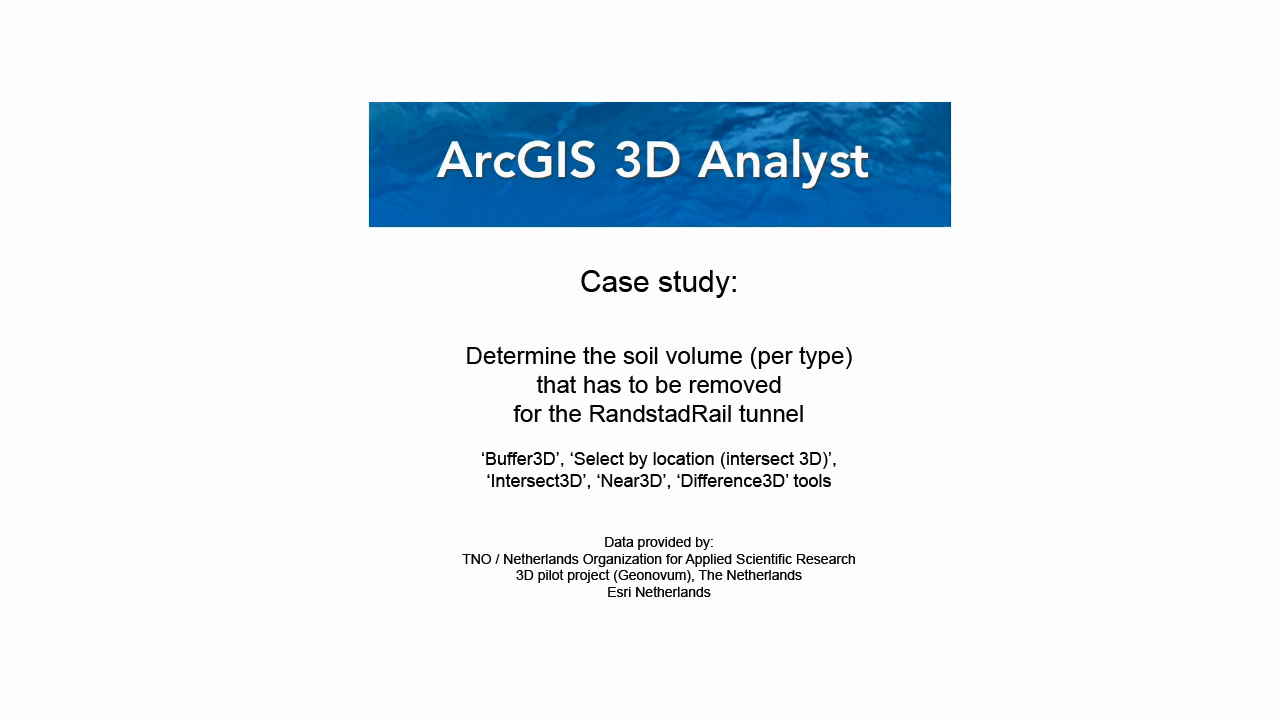 ArcGIS 3D Analyst
Case study:
Determine the soil volume (per type)
that has to be removed
for the RandstadRail tunnel
‘Buffer3D’, ‘Select by location (intersect 3D)’,
‘Intersect3D’, ‘Near3D’, ‘Difference3D’ tools
Data provided by:
TNO / Netherlands Organization for Applied Scientific Research
3D pilot project (Geonovum), The Netherlands
Esri Netherlands